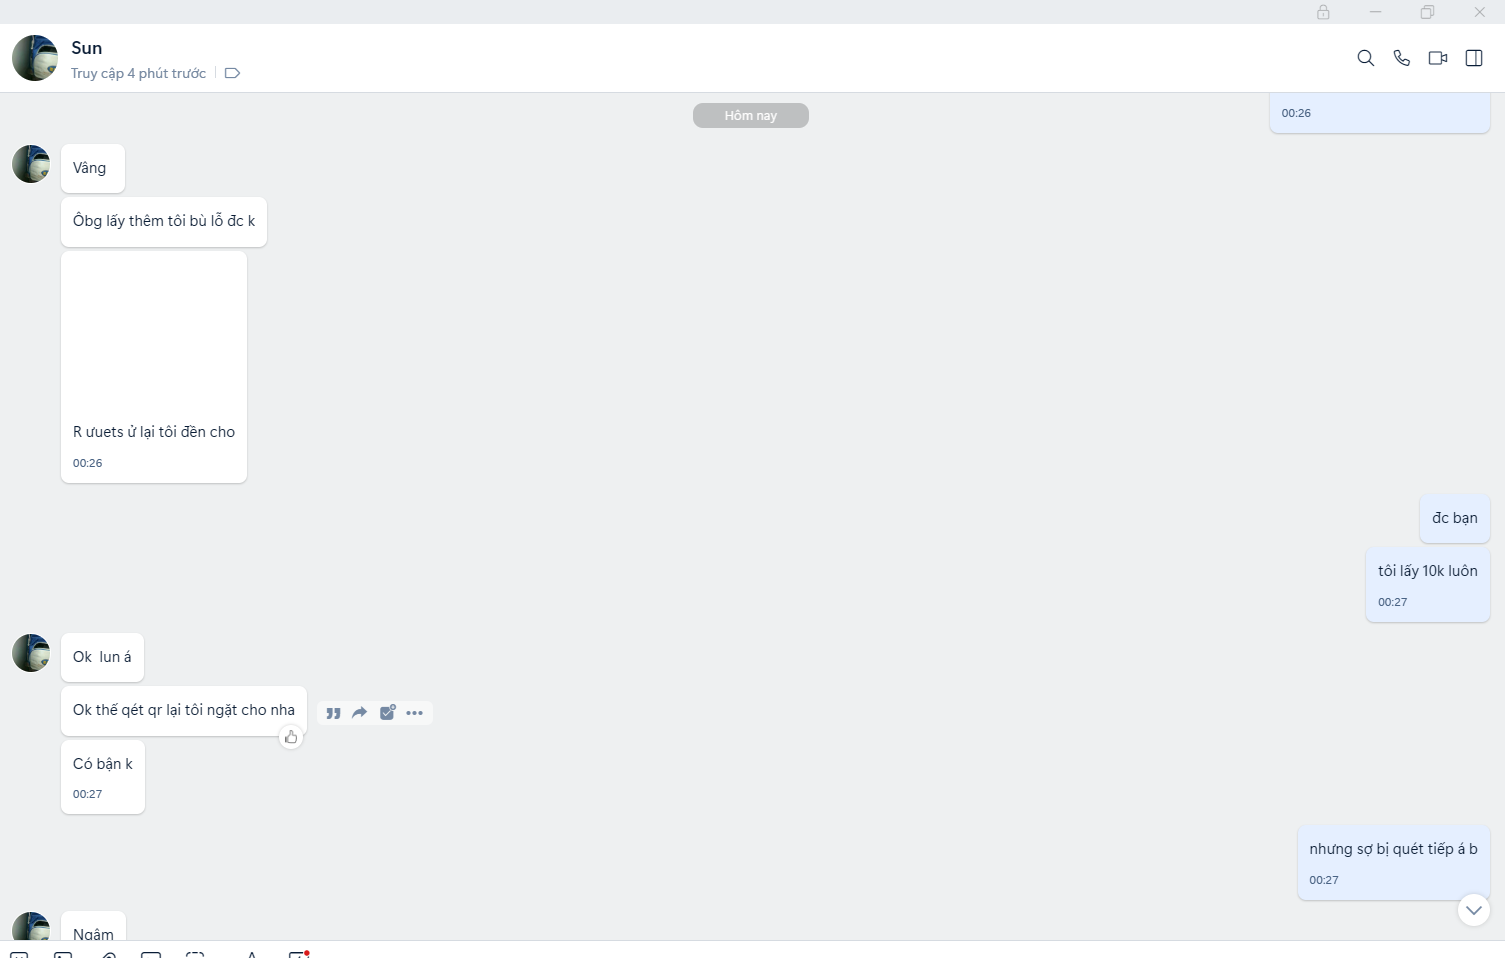 Sun
Truy cập 4 phút trước
00:26
Hôm nay
Vâng
Ôbg lấy thêm tôi bù lỗ đc k
R ưuets ử lại tôi đền cho
00:26
đc bạn
tôi lấy 10k luôn
00:27
Ok  lun á
Ok thế qét qr lại tôi ngặt cho nha
Có bận k
00:27
nhưng sợ bị quét tiếp á b
00:27
Ngâm